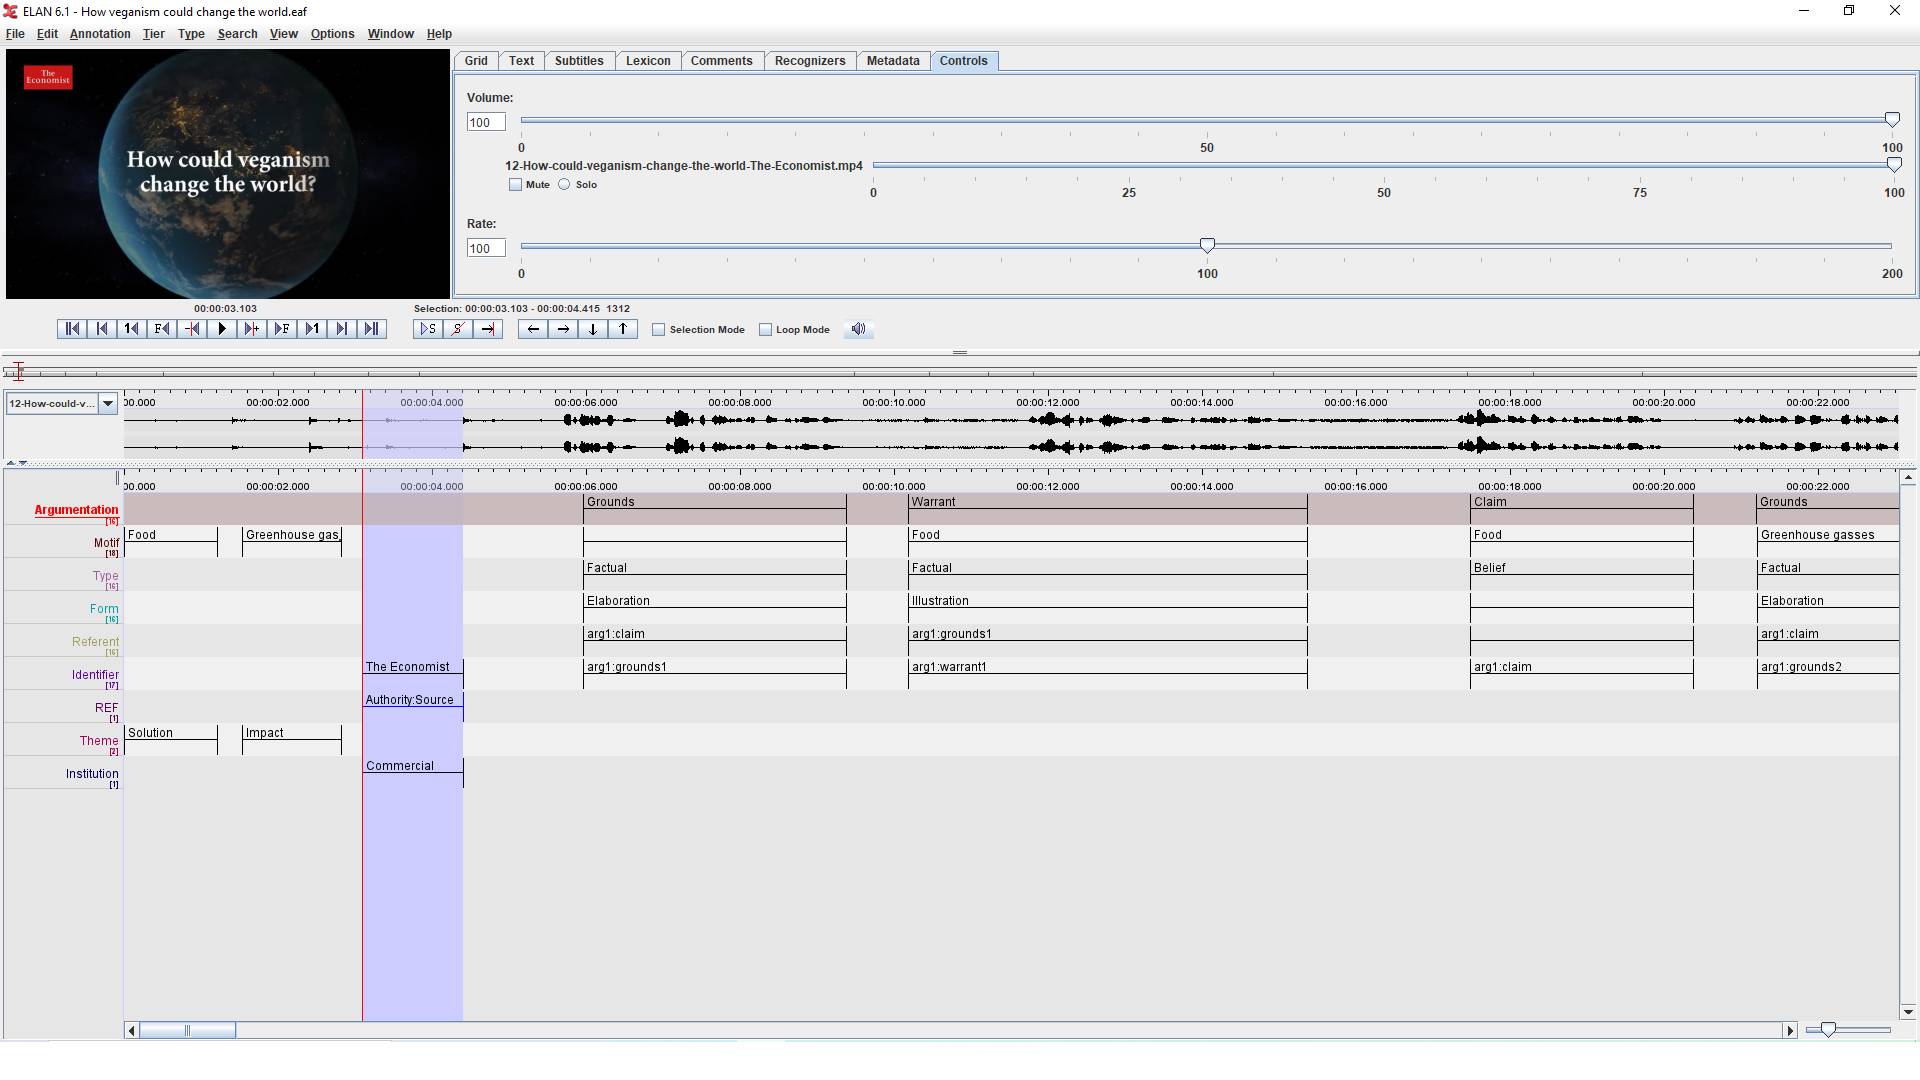 ELAN 6.1 - How veganism could change the world.eaf
File Edit Annotation Tier Type Search View Options Window Help
The
Economist
How could veganism
change the world?
Grid Text Subtitles Lexicon Comments Recognizers Metadata Controls
Volume:
100
0 50 100
12-How-could-veganism-change-the-world-The-Economist.mp4
Mute Solo
0 25 50 75 100
Rate:
100
0 100 200
00:00:03.103
Selection: 00:00:03.103 - 00:00:04.415 1312
1 F F 1 S S
Selection Mode Loop Mode
12-How-could-v...
00.000 00:00:02.000 00:00:04.000 00:00:06.000 00:00:08.000 00:00:10.000 00:00:12.000 00:00:14.000 00:00:16.000 00:00:18.000 00:00:20.000 00:00:22.000
00.000 00:00:02.000 00:00:04.000 00:00:06.000 00:00:08.000 00:00:10.000 00:00:12.000 00:00:14.000 00:00:16.000 00:00:18.000 00:00:20.000 00:00:22.000
Argumentation Grounds Warrant Claim Grounds
[16]
Motif Food Greenhouse gas Food Food Greenhouse gasses
[18]
Type Factual Factual Belief Factual
[16]
Form Elaboration Illustration Elaboration
[16]
Referent arg1:claim arg1:grounds1 arg1:claim
[16]
Identifier The Economist arg1:grounds1 arg1:warrant1 arg1:claim arg1:grounds2
[17]
REF Authority:Source
[1]
Theme Solution Impact
[2]
Institution Commercial
[1]